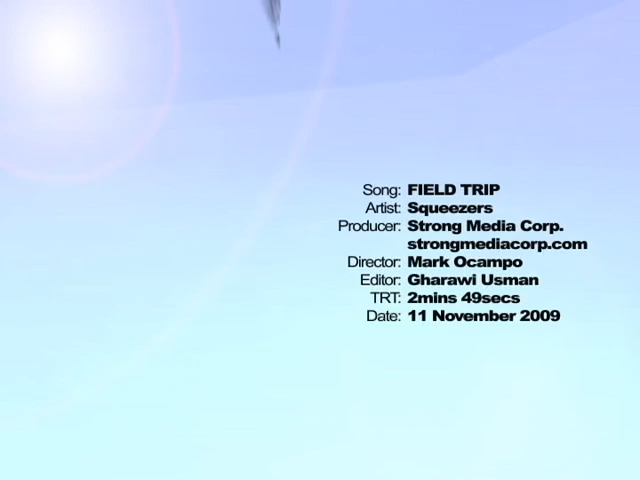 Song: FIELD TRIP
Artist: Squeezers
Producer: Strong Media Corp.
strongmediacorp.com
Director: Mark Ocampo
Editor: Gharawi Usman
TRT: 2mins 49secs
Date: 11 November 2009